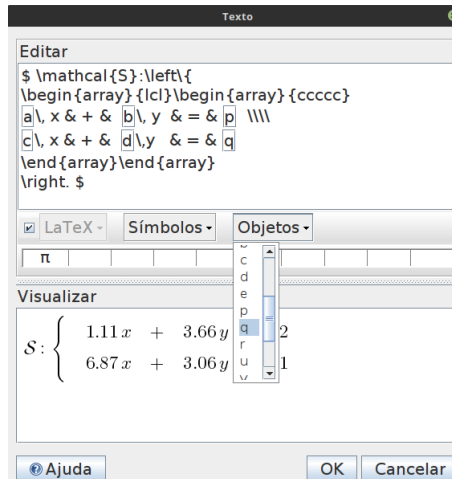 Texto
Editar
$ \mathcal{S}:\left\{
\begin{array}{lcl}\begin{array}{ccccc}
a\, x & + & b\, y & = & p \\\\
c\, x & + & d\,y & = & q
\end{array}\end{array}
\right. $
LaTeX Símbolos Objetos
π
c
d
e
p
q
r
u
Visualizar
S : { 1.11 x + 3.66 y 2
6.87 x + 3.06 y 1
Ajuda OK Cancelar